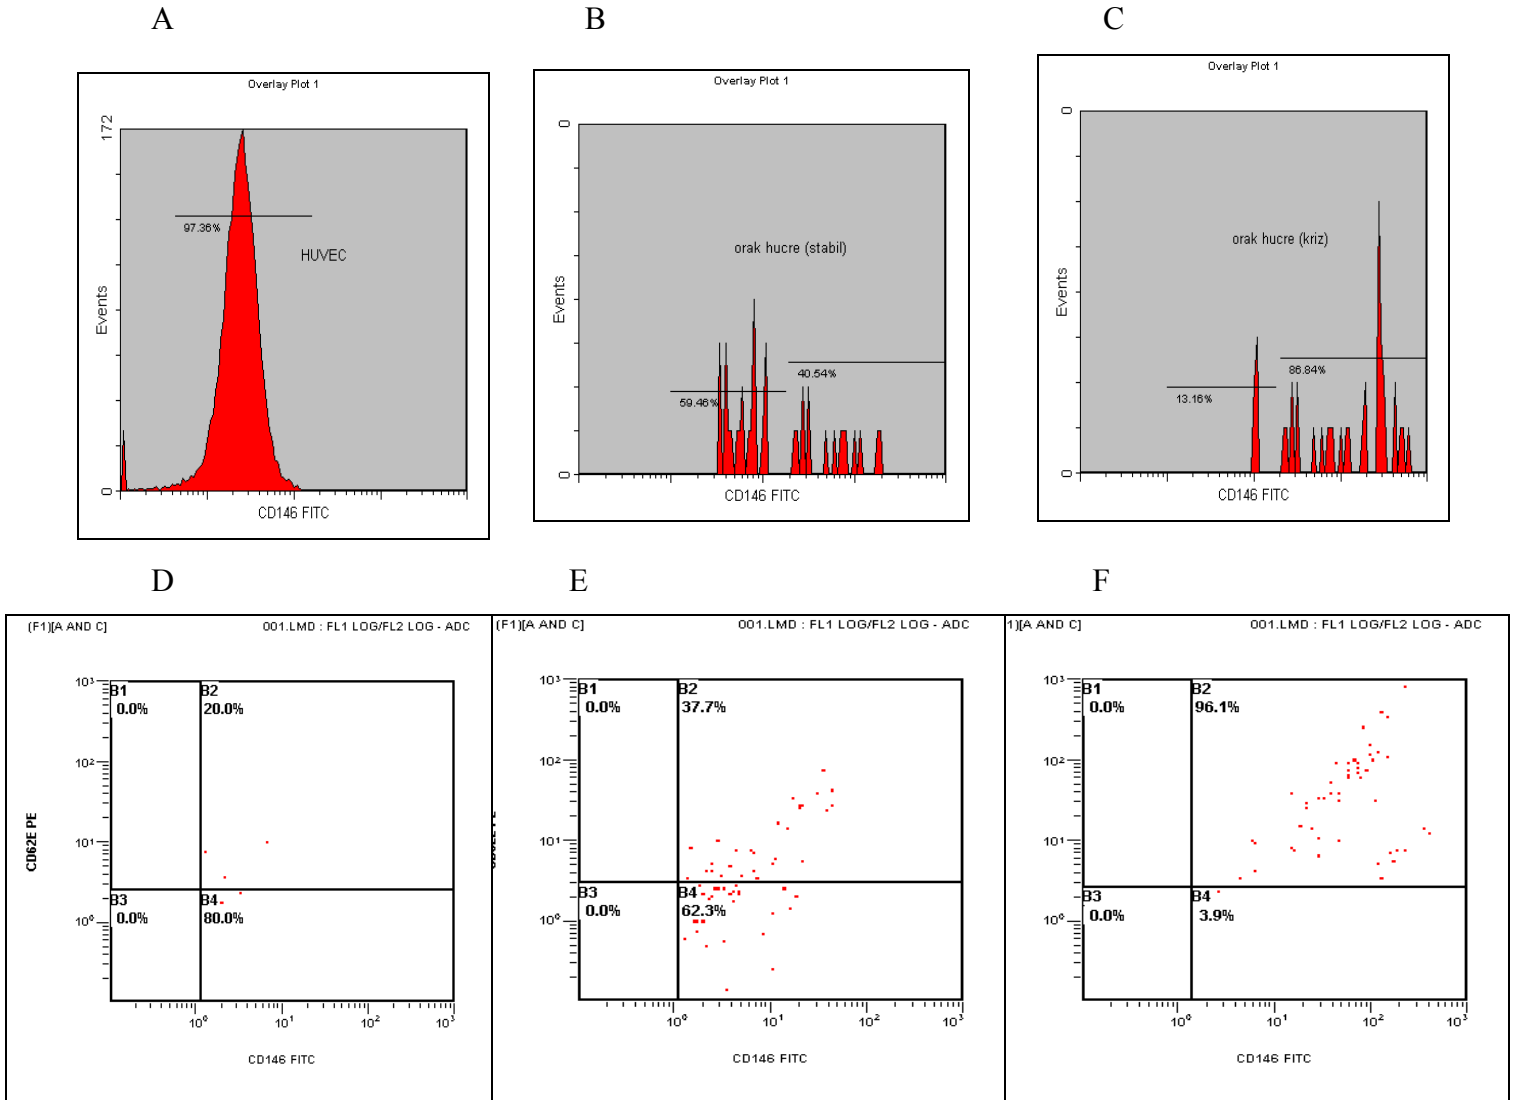 A
B
C
Overlay Plot 1
172
97.36%
HUVEC
Events
0
CD146 FITC
Overlay Plot 1
0
orak hucre (stabil)
Events
40.54%
59.46%
0
CD146 FITC
Overlay Plot 1
0
orak hucre (kriz)
Events
86.84%
13.16%
0
CD146 FITC
D
E
F
(F1)[A AND C] 001.LMD : FL1 LOG/FL2 LOG - ADC
10³
B1 B2
0.0% 20.0%
10²
CD62E PE
10¹
B3 B4
0.0% 80.0%
10⁰
10⁰ 10¹ 10² 10³
CD146 FITC
(F1)[A AND C] 001.LMD : FL1 LOG/FL2 LOG - ADC
10³
B1 B2
0.0% 37.7%
10²
10¹
B3 B4
0.0% 62.3%
10⁰
10⁰ 10¹ 10² 10³
CD146 FITC
1)[A AND C] 001.LMD : FL1 LOG/FL2 LOG - ADC
10³
B1 B2
0.0% 96.1%
10²
10¹
B3 B4
0.0% 3.9%
10⁰
10⁰ 10¹ 10² 10³
CD146 FITC